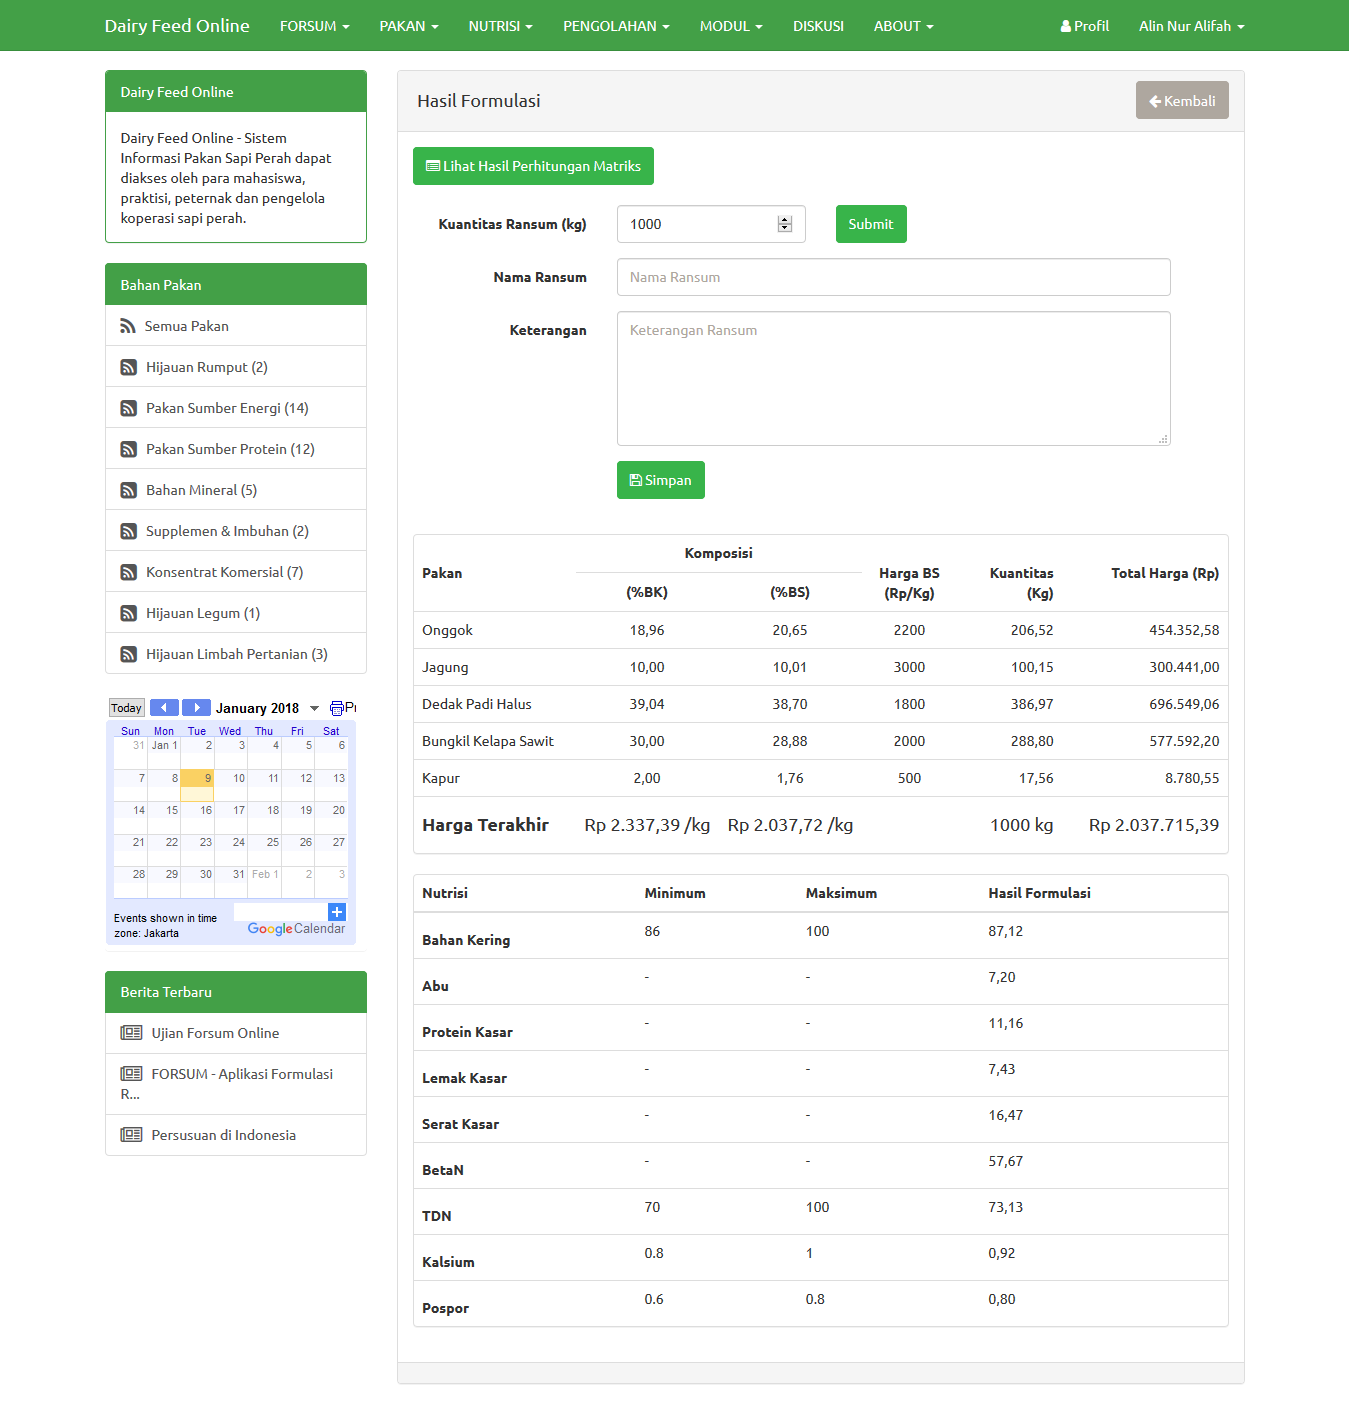 Dairy Feed Online FORSUM PAKAN NUTRISI PENGOLAHAN MODUL DISKUSI ABOUT Profil Alin Nur Alifah
Dairy Feed Online
Dairy Feed Online - Sistem
Informasi Pakan Sapi Perah dapat
diakses oleh para mahasiswa,
praktisi, peternak dan pengelola
koperasi sapi perah.
Bahan Pakan
Semua Pakan
Hijauan Rumput (2)
Pakan Sumber Energi (14)
Pakan Sumber Protein (12)
Bahan Mineral (5)
Supplemen & Imbuhan (2)
Konsentrat Komersial (7)
Hijauan Legum (1)
Hijauan Limbah Pertanian (3)
Today January 2018
Sun Mon Tue Wed Thu Fri Sat
31 Jan 1 2 3 4 5 6
7 8 9 10 11 12 13
14 15 16 17 18 19 20
21 22 23 24 25 26 27
28 29 30 31 Feb 1 2 3
Events shown in time
zone: Jakarta
Google Calendar
Berita Terbaru
Ujian Forsum Online
FORSUM - Aplikasi Formulasi
R...
Persusuan di Indonesia
Hasil Formulasi Kembali
Lihat Hasil Perhitungan Matriks
Kuantitas Ransum (kg) 1000 Submit
Nama Ransum Nama Ransum
Keterangan Keterangan Ransum
Simpan
Pakan Komposisi Harga BS Kuantitas Total Harga (Rp)
(%BK) (%BS) (Rp/Kg) (Kg)
Onggok 18,96 20,65 2200 206,52 454.352,58
Jagung 10,00 10,01 3000 100,15 300.441,00
Dedak Padi Halus 39,04 38,70 1800 386,97 696.549,06
Bungkil Kelapa Sawit 30,00 28,88 2000 288,80 577.592,20
Kapur 2,00 1,76 500 17,56 8.780,55
Harga Terakhir Rp 2.337,39 /kg Rp 2.037,72 /kg 1000 kg Rp 2.037.715,39
Nutrisi Minimum Maksimum Hasil Formulasi
Bahan Kering 86 100 87,12
Abu - - 7,20
Protein Kasar - - 11,16
Lemak Kasar - - 7,43
Serat Kasar - - 16,47
BetaN - - 57,67
TDN 70 100 73,13
Kalsium 0.8 1 0,92
Pospor 0.6 0.8 0,80